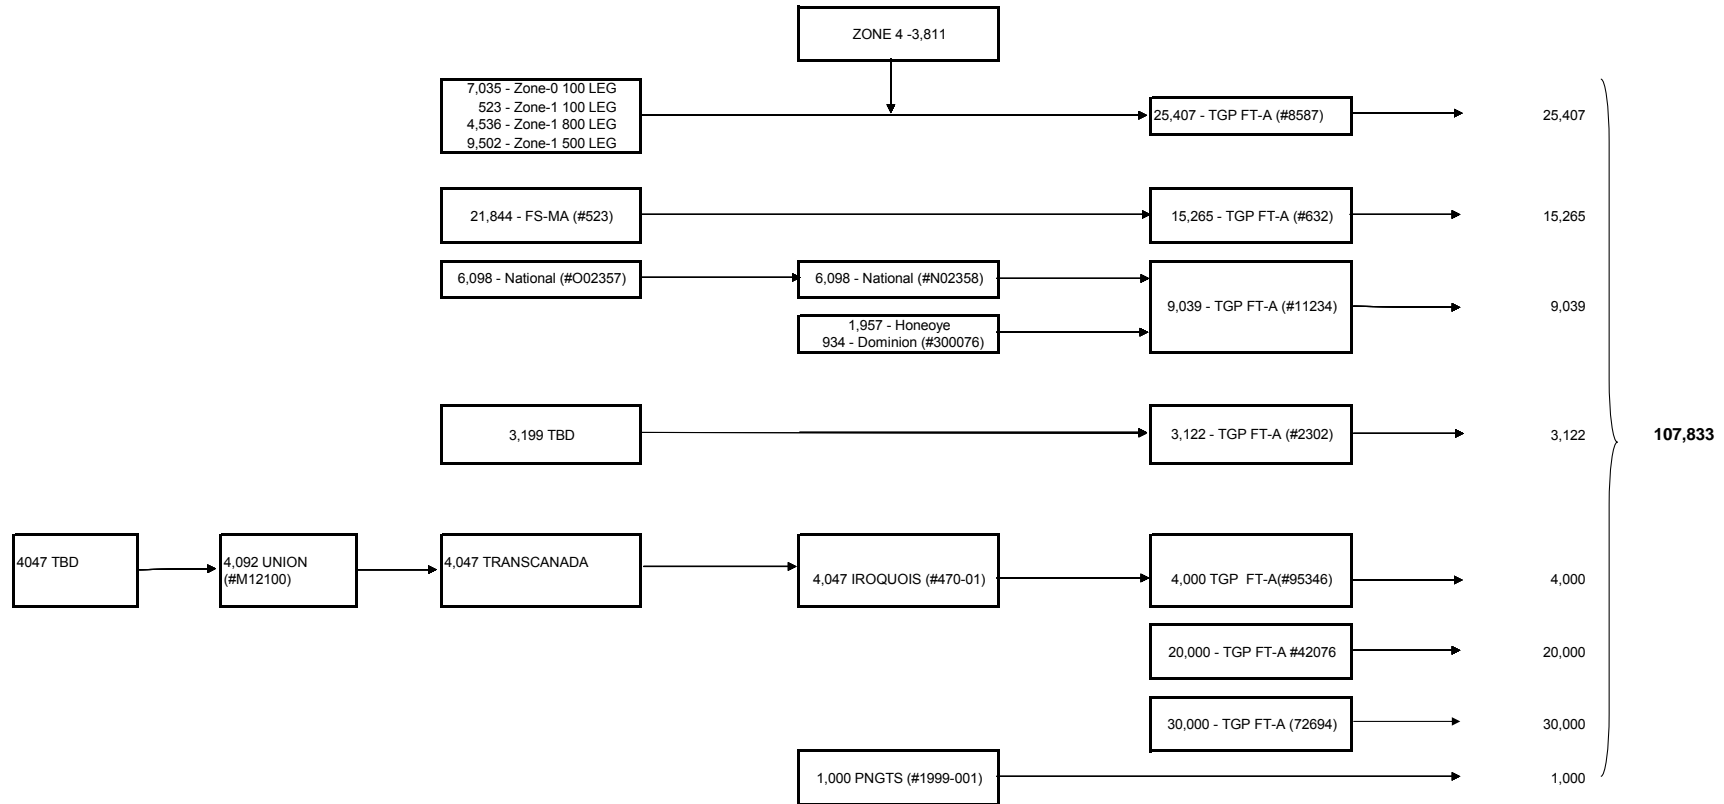 ZONE 4 -3,811
7,035 - Zone-0 100 LEG
523 - Zone-1 100 LEG
4,536 - Zone-1 800 LEG
9,502 - Zone-1 500 LEG
25,407 - TGP FT-A (#8587)
25,407
21,844 - FS-MA (#523)
15,265 - TGP FT-A (#632)
15,265
6,098 - National (#O02357)
6,098 - National (#N02358)
1,957 - Honeoye
934 - Dominion (#300076)
9,039 - TGP FT-A (#11234)
9,039
3,199 TBD
3,122 - TGP FT-A (#2302)
3,122
107,833
4047 TBD
4,092 UNION
(#M12100)
4,047 TRANSCANADA
4,047 IROQUOIS (#470-01)
4,000 TGP FT-A(#95346)
4,000
20,000 - TGP FT-A #42076
20,000
30,000 - TGP FT-A (72694)
30,000
1,000 PNGTS (#1999-001)
1,000